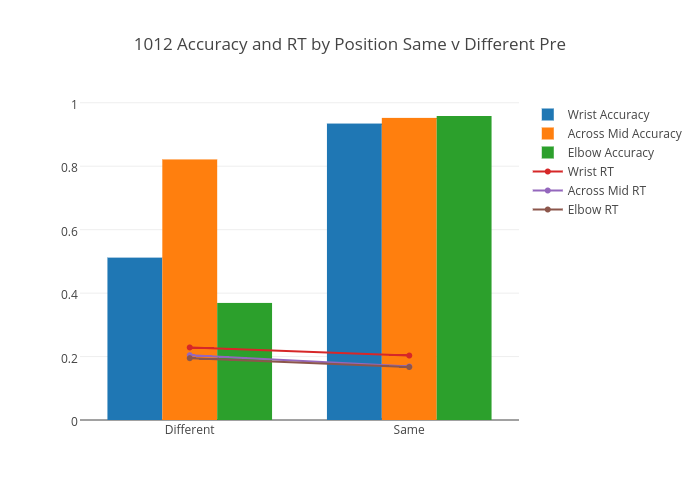 1012 Accuracy and RT by Position Same v Different Pre
1
0.8
0.6
0.4
0.2
0
Different
Same
Wrist Accuracy
Across Mid Accuracy
Elbow Accuracy
Wrist RT
Across Mid RT
Elbow RT